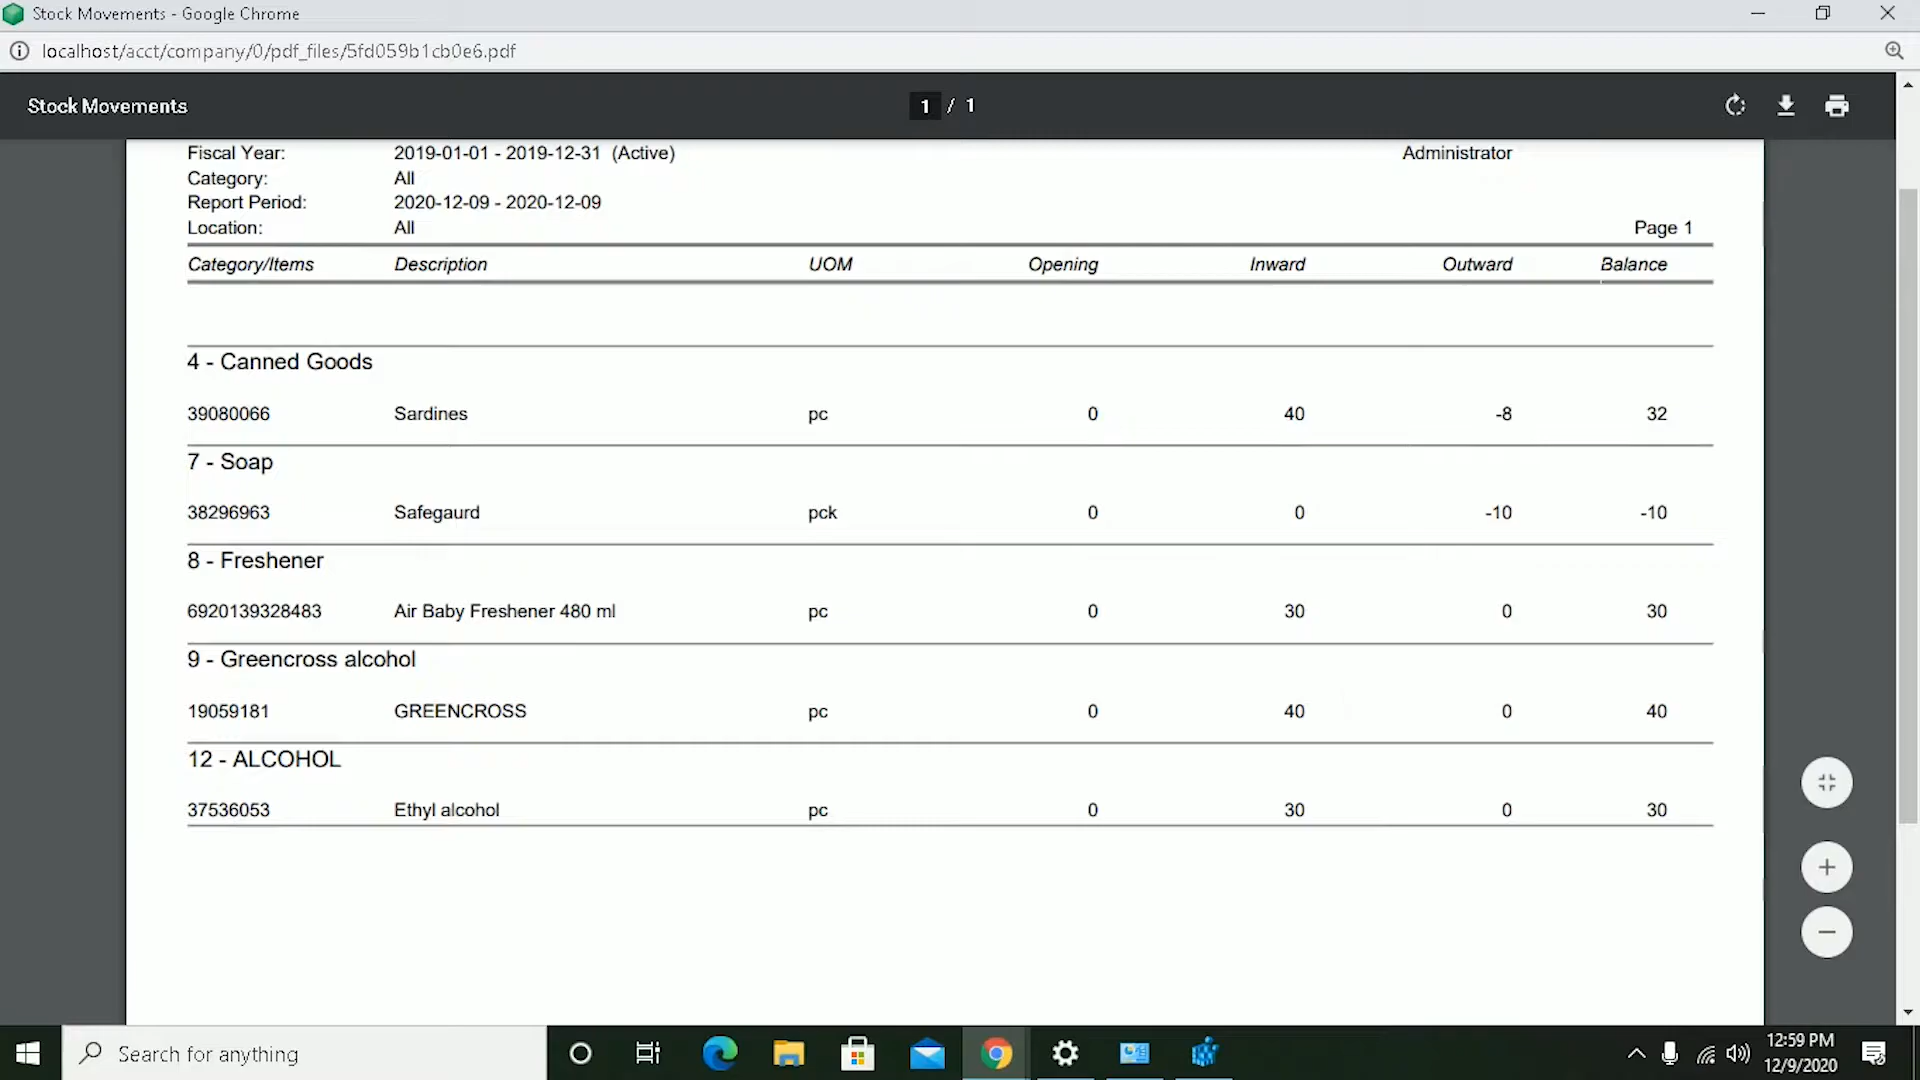 Stock Movements - Google Chrome
localhost/acct/company/0/pdf_files/5fd059b1cb0e6.pdf
Stock Movements 1 / 1
Fiscal Year: 2019-01-01 - 2019-12-31 (Active) Administrator
Category: All
Report Period: 2020-12-09 - 2020-12-09
Location: All Page 1
Category/Items Description UOM Opening Inward Outward Balance
4 - Canned Goods
39080066 Sardines pc 0 40 -8 32
7 - Soap
38296963 Safegaurd pck 0 0 -10 -10
8 - Freshener
6920139328483 Air Baby Freshener 480 ml pc 0 30 0 30
9 - Greencross alcohol
19059181 GREENCROSS pc 0 40 0 40
12 - ALCOHOL
37536053 Ethyl alcohol pc 0 30 0 30
Search for anything
12:59 PM
12/9/2020